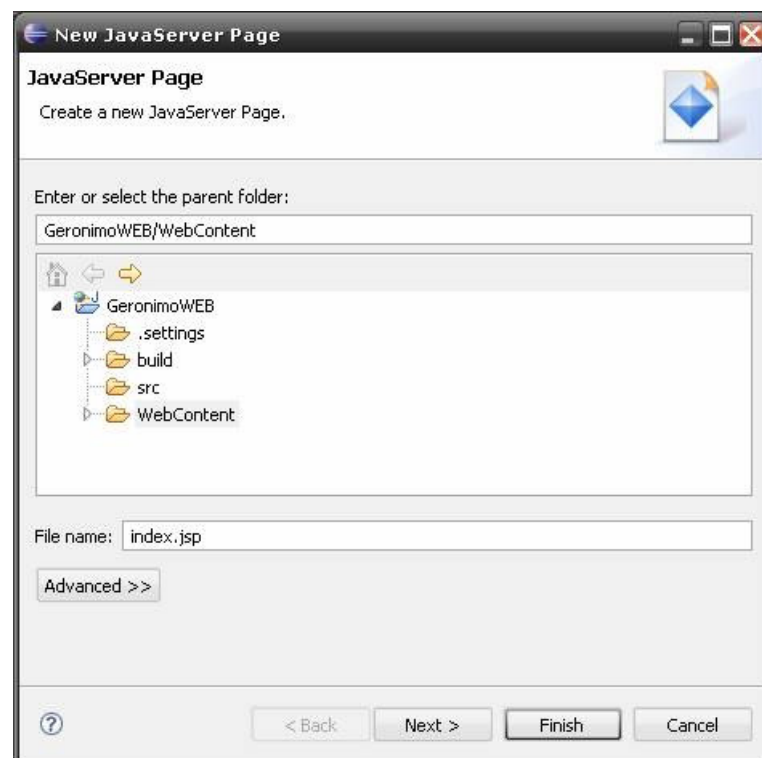 New JavaServer Page
JavaServer Page
Create a new JavaServer Page.
Enter or select the parent folder:
GeronimoWEB/WebContent
GeronimoWEB
.settings
build
src
WebContent
File name: index.jsp
Advanced >>
< Back Next > Finish Cancel